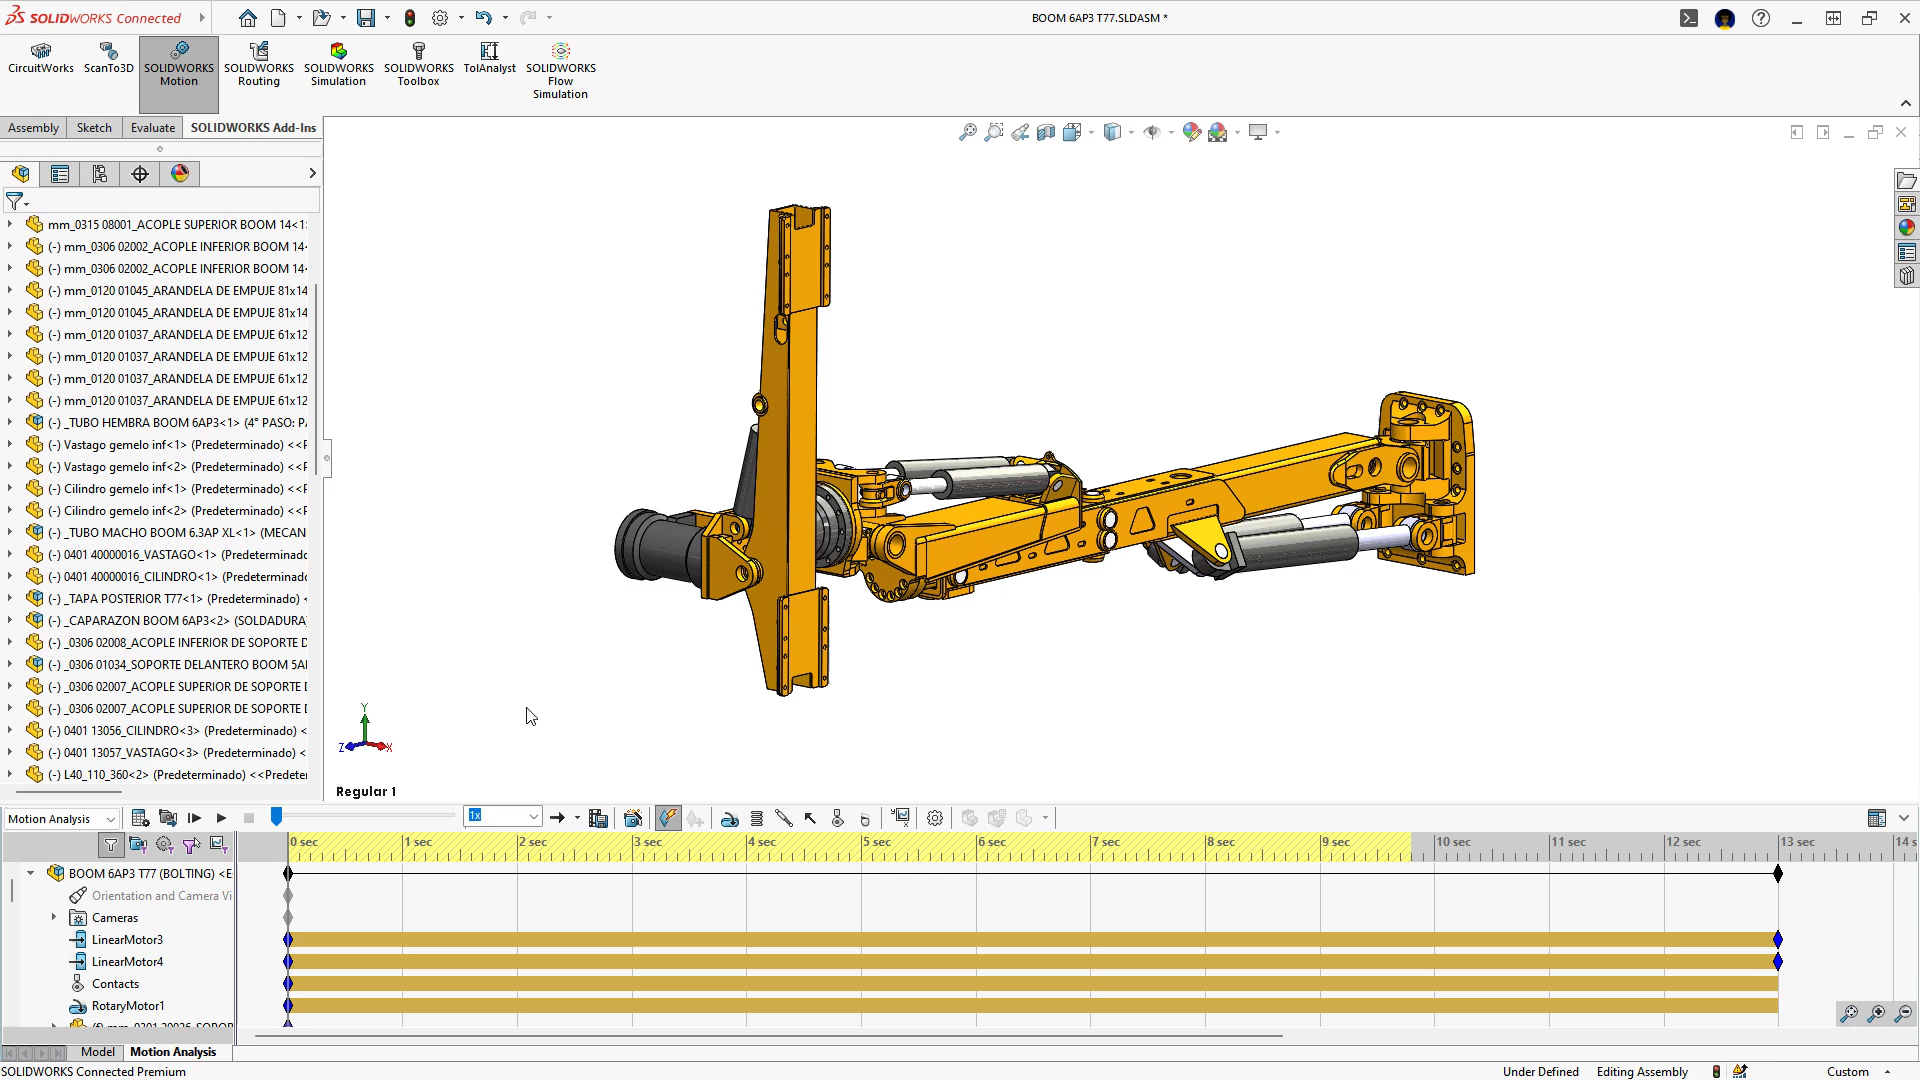 SOLIDWORKS Connected
BOOM 6AP3 T77.SLDASM *
CircuitWorks
ScanTo3D
SOLIDWORKS Motion
SOLIDWORKS Routing
SOLIDWORKS Simulation
SOLIDWORKS Toolbox
TolAnalyst
SOLIDWORKS Flow Simulation
Assembly
Sketch
Evaluate
SOLIDWORKS Add-Ins
mm_0315 08001_ACOPLE SUPERIOR BOOM 14<1
(-) mm_0306 02002_ACOPLE INFERIOR BOOM 14
(-) mm_0306 02002_ACOPLE INFERIOR BOOM 14
(-) mm_0120 01045_ARANDELA DE EMPUJE 81x14
(-) mm_0120 01045_ARANDELA DE EMPUJE 81x14
(-) mm_0120 01037_ARANDELA DE EMPUJE 61x12
(-) mm_0120 01037_ARANDELA DE EMPUJE 61x12
(-) mm_0120 01037_ARANDELA DE EMPUJE 61x12
(-) mm_0120 01037_ARANDELA DE EMPUJE 61x12
(-) _TUBO HEMBRA BOOM 6AP3<1> (4° PASO: P
(-) Vastago gemelo inf<1> (Predeterminado) <<P
(-) Vastago gemelo inf<2> (Predeterminado) <<P
(-) Cilindro gemelo inf<1> (Predeterminado) <<P
(-) Cilindro gemelo inf<2> (Predeterminado) <<P
(-) _TUBO MACHO BOOM 6.3AP XL<1> (MECAN
(-) 0401 40000016_VASTAGO<1> (Predeterminado
(-) 0401 40000016_CILINDRO<1> (Predeterminad
(-) _TAPA POSTERIOR T77<1> (Predeterminado) <
(-) _CAPARAZON BOOM 6AP3<2> (SOLDADURA
(-) _0306 02008_ACOPLE INFERIOR DE SOPORTE D
(-) _0306 01034_SOPORTE DELANTERO BOOM 5A
(-) _0306 02007_ACOPLE SUPERIOR DE SOPORTE
(-) _0306 02007_ACOPLE SUPERIOR DE SOPORTE
(-) 0401 13056_CILINDRO<3> (Predeterminado) <
(-) 0401 13057_VASTAGO<3> (Predeterminado) <
(-) L40_110_360<2> (Predeterminado) <<Predeter
Y
Z
X
Regular 1
Motion Analysis
1x
0 sec
1 sec
2 sec
3 sec
4 sec
5 sec
6 sec
7 sec
8 sec
9 sec
10 sec
11 sec
12 sec
13 sec
14 s
BOOM 6AP3 T77 (BOLTING) <E
Orientation and Camera Vi
Cameras
LinearMotor3
LinearMotor4
Contacts
RotaryMotor1
Model
Motion Analysis
SOLIDWORKS Connected Premium
Under Defined
Editing Assembly
Custom